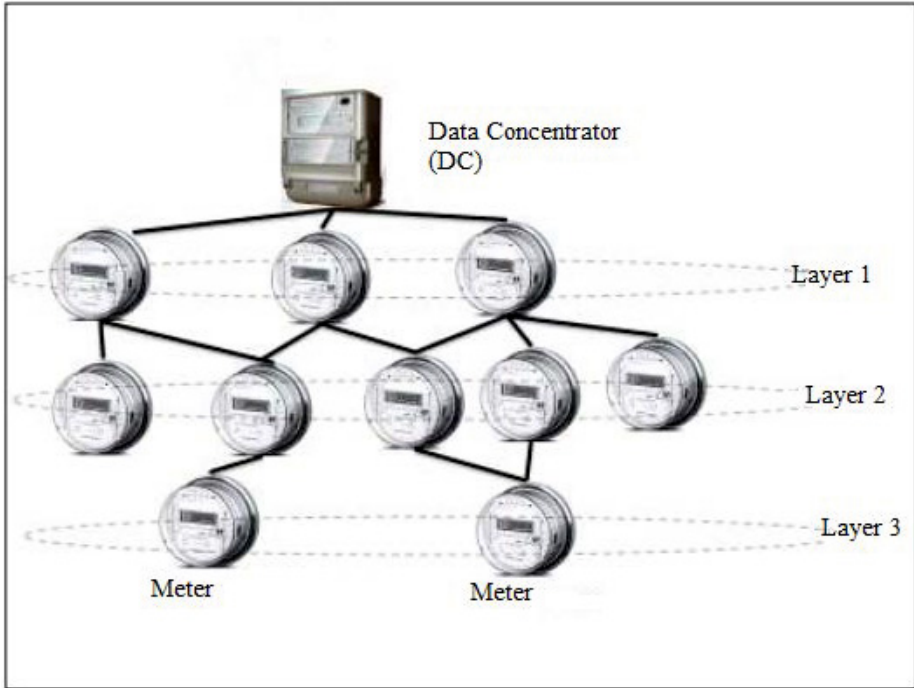 Data Concentrator
(DC)
Layer 1
Layer 2
Layer 3
Meter
Meter